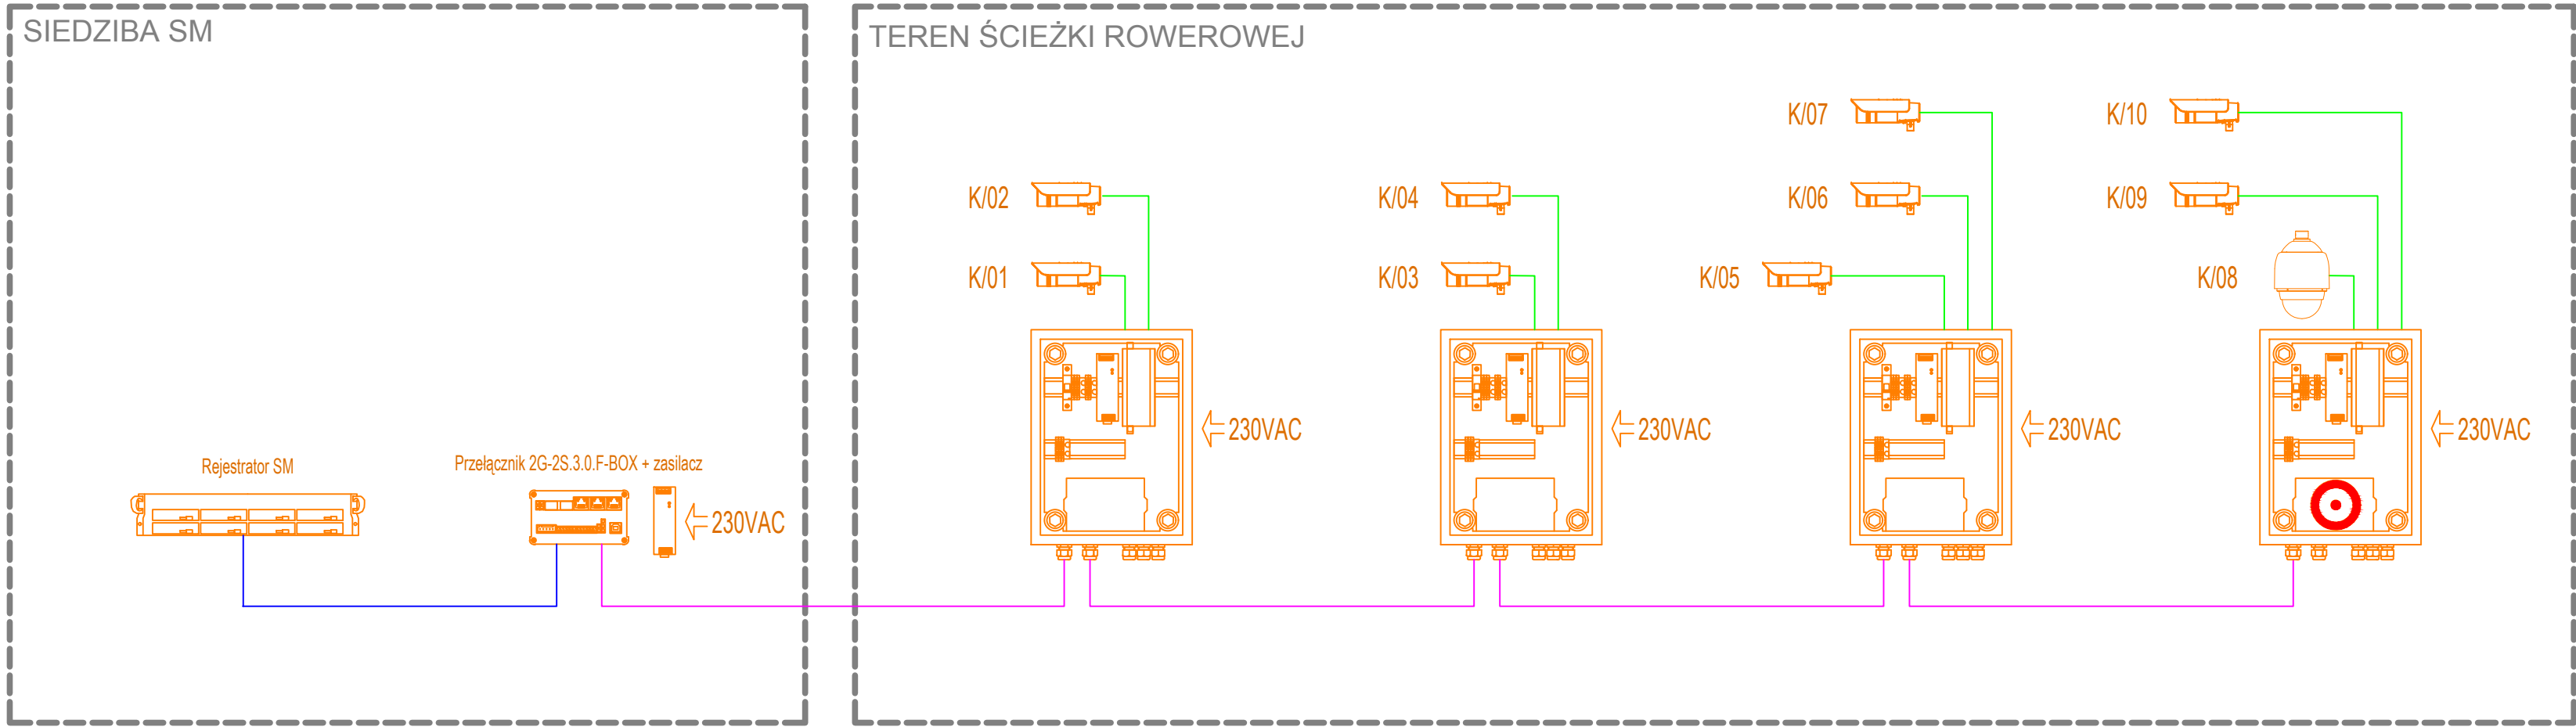 SIEDZIBA SM
TEREN ŚCIEŻKI ROWEROWEJ
K/07
K/10
K/02
K/04
K/06
K/09
K/01
K/03
K/05
K/08
230VAC
230VAC
230VAC
230VAC
Rejestrator SM
Przełącznik 2G-2S.3.0.F-BOX + zasilacz
230VAC